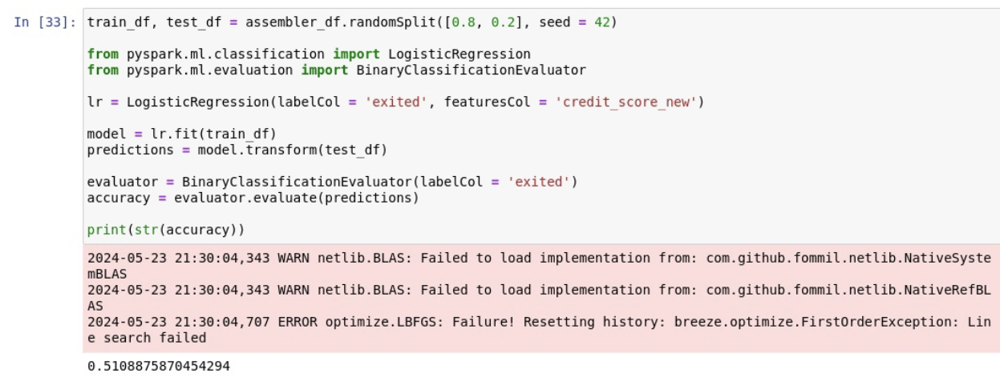 In [33]: train_df, test_df = assembler_df.randomSplit([0.8, 0.2], seed = 42)
from pyspark.ml.classification import LogisticRegression
from pyspark.ml.evaluation import BinaryClassificationEvaluator
lr = LogisticRegression(labelCol = 'exited', featuresCol = 'credit_score_new')
model = lr.fit(train_df)
predictions = model.transform(test_df)
evaluator = BinaryClassificationEvaluator(labelCol = 'exited')
accuracy = evaluator.evaluate(predictions)
print(str(accuracy))
2024-05-23 21:30:04,343 WARN netlib.BLAS: Failed to load implementation from: com.github.fommil.netlib.NativeSyste
mBLAS
2024-05-23 21:30:04,343 WARN netlib.BLAS: Failed to load implementation from: com.github.fommil.netlib.NativeRefBL
AS
2024-05-23 21:30:04,707 ERROR optimize.LBFGS: Failure! Resetting history: breeze.optimize.FirstOrderException: Lin
e search failed
0.5108875870454294